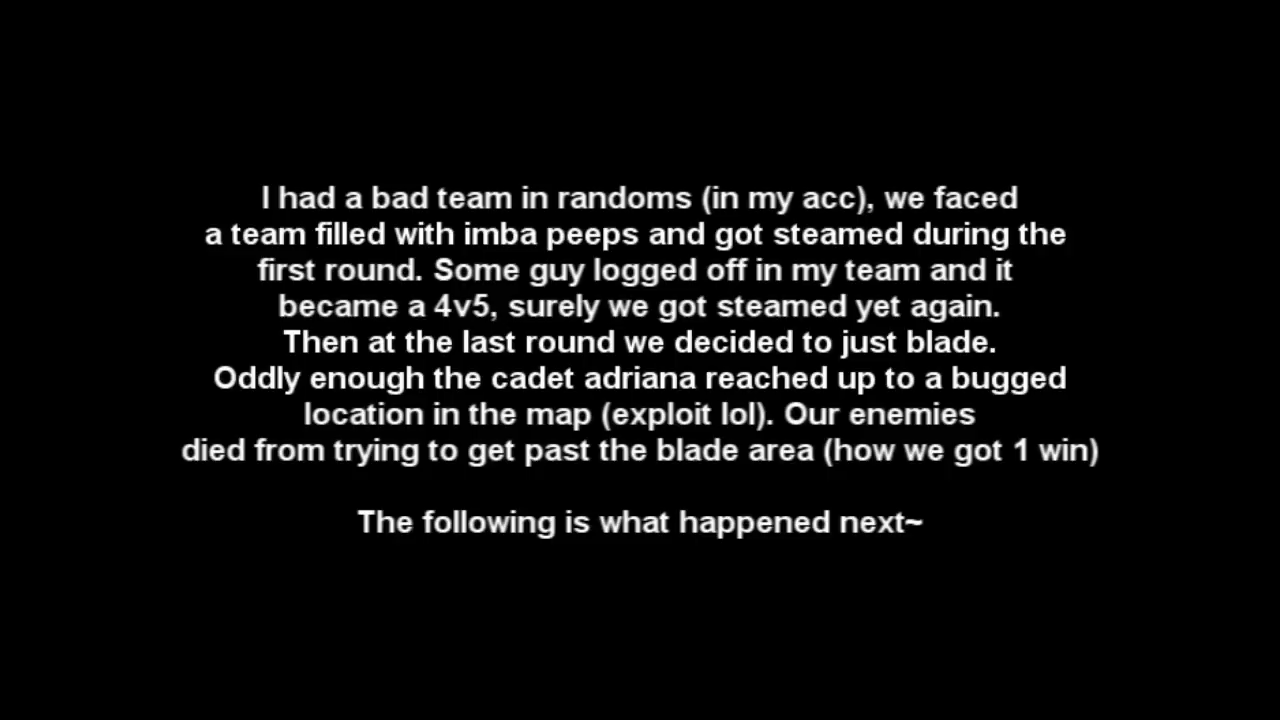 I had a bad team in randoms (in my acc), we faced
a team filled with imba peeps and got steamed during the
first round. Some guy logged off in my team and it
became a 4v5, surely we got steamed yet again.
Then at the last round we decided to just blade.
Oddly enough the cadet adriana reached up to a bugged
location in the map (exploit lol). Our enemies
died from trying to get past the blade area (how we got 1 win)
The following is what happened next~